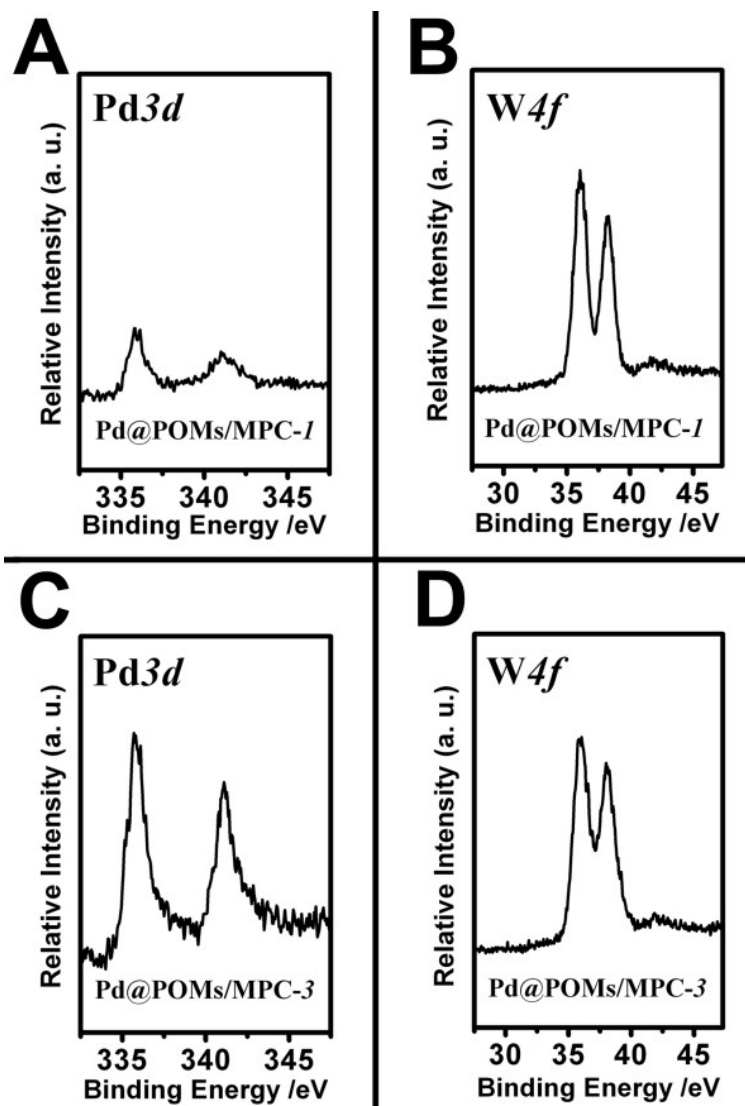 A
Pd3d
Relative Intensity (a. u.)
Pd@POMs/MPC-1
335 340 345
Binding Energy /eV
B
W4f
Relative Intensity (a. u.)
Pd@POMs/MPC-1
30 35 40 45
Binding Energy /eV
C
Pd3d
Relative Intensity (a. u.)
Pd@POMs/MPC-3
335 340 345
Binding Energy /eV
D
W4f
Relative Intensity (a. u.)
Pd@POMs/MPC-3
30 35 40 45
Binding Energy /eV